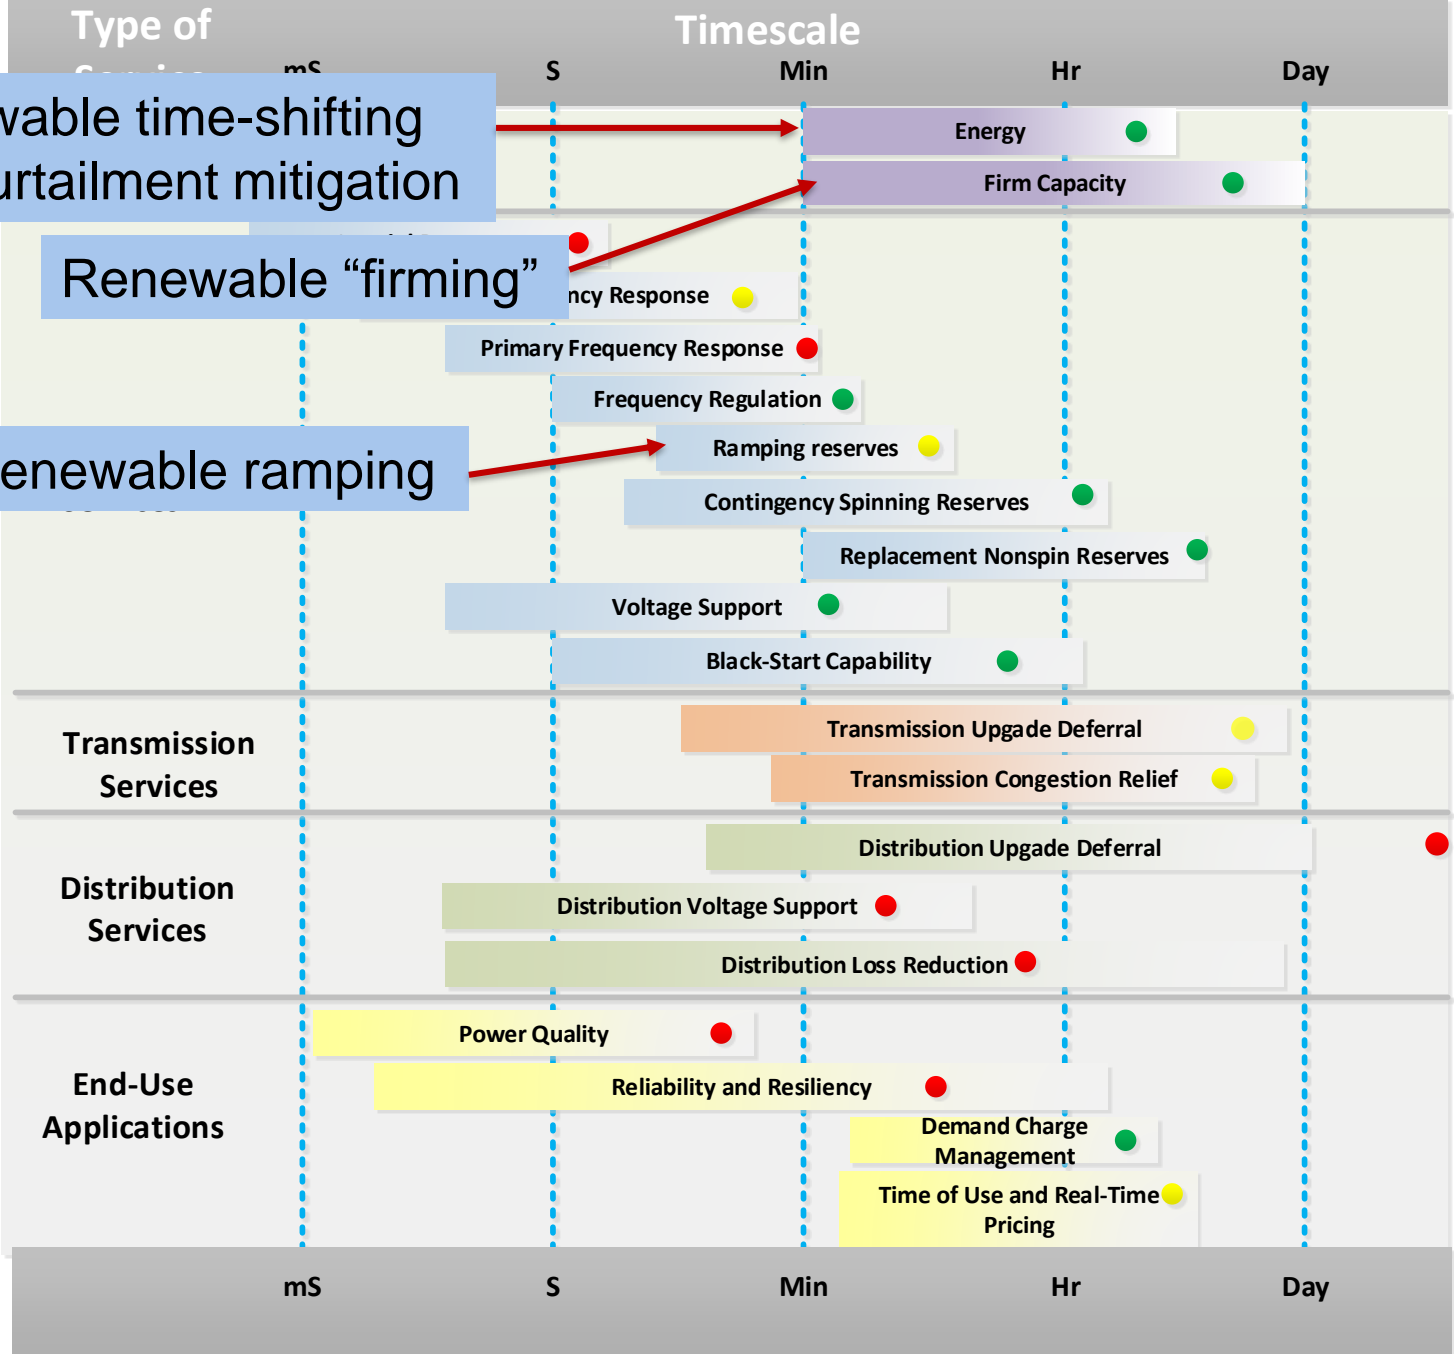 Type of
Timescale
mS S Min Hr Day
wable time-shifting
urtailment mitigation
Energy
Firm Capacity
Renewable “firming”
ncy Response
Primary Frequency Response
Frequency Regulation
enewable ramping
Ramping reserves
Contingency Spinning Reserves
Replacement Nonspin Reserves
Voltage Support
Black-Start Capability
Transmission
Services
Transmission Upgade Deferral
Transmission Congestion Relief
Distribution
Services
Distribution Upgade Deferral
Distribution Voltage Support
Distribution Loss Reduction
End-Use
Applications
Power Quality
Reliability and Resiliency
Demand Charge
Management
Time of Use and Real-Time
Pricing
mS S Min Hr Day